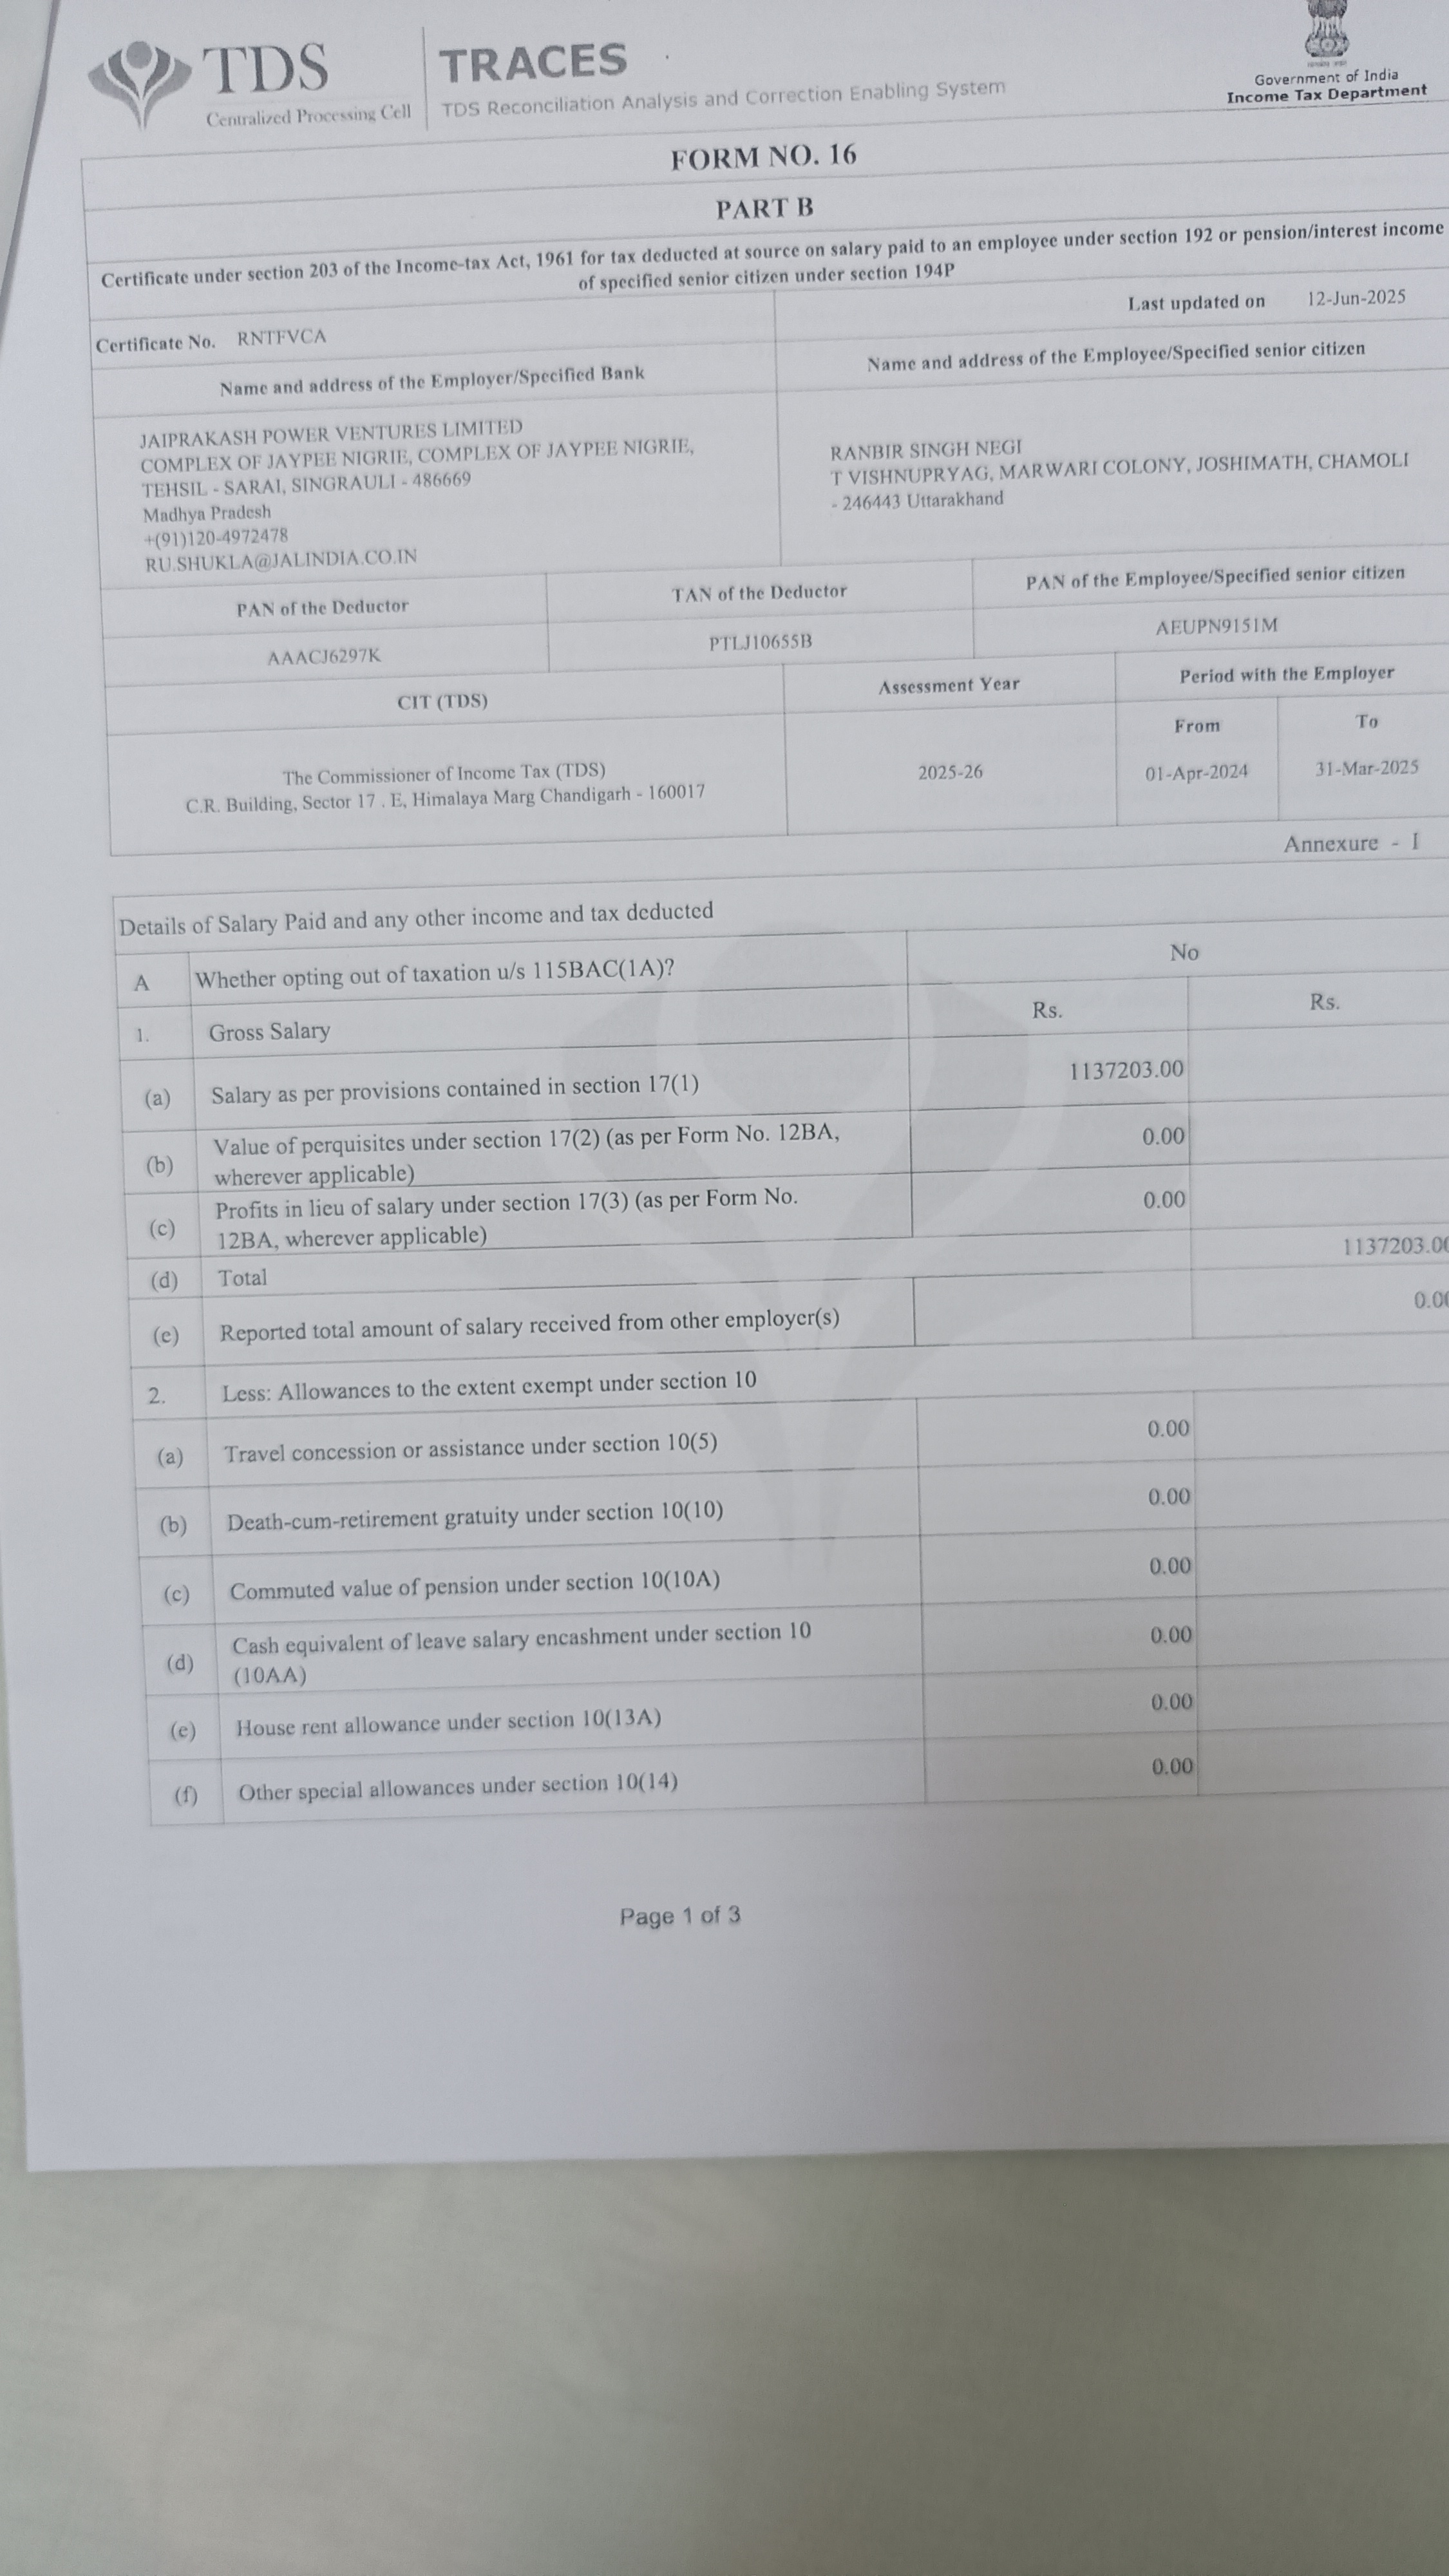 TDS
Centralized Processing Cell
TRACES
TDS Reconciliation Analysis and Correction Enabling System
Government of India
Income Tax Department
FORM NO. 16
PART B
Certificate under section 203 of the Income-tax Act, 1961 for tax deducted at source on salary paid to an employee under section 192 or pension/interest income
of specified senior citizen under section 194P
Certificate No. RNTFVCA
Last updated on 12-Jun-2025
Name and address of the Employer/Specified Bank
Name and address of the Employee/Specified senior citizen
JAIPRAKASH POWER VENTURES LIMITED
COMPLEX OF JAYPEE NIGRIE, COMPLEX OF JAYPEE NIGRIE,
TEHSIL - SARAI, SINGRAULI - 486669
Madhya Pradesh
+(91)120-4972478
RU.SHUKLA@JALINDIA.CO.IN
RANBIR SINGH NEGI
T VISHNUPRYAG, MARWARI COLONY, JOSHIMATH, CHAMOLI
- 246443 Uttarakhand
PAN of the Deductor
TAN of the Deductor
PAN of the Employee/Specified senior citizen
AAACJ6297K
PTLJ10655B
AEUPN9151M
CIT (TDS)
Assessment Year
Period with the Employer
The Commissioner of Income Tax (TDS)
C.R. Building, Sector 17 . E, Himalaya Marg Chandigarh - 160017
2025-26
From
To
01-Apr-2024
31-Mar-2025
Annexure - I
Details of Salary Paid and any other income and tax deducted
A Whether opting out of taxation u/s 115BAC(1A)? No
1. Gross Salary Rs. Rs.
(a) Salary as per provisions contained in section 17(1) 1137203.00
(b) Value of perquisites under section 17(2) (as per Form No. 12BA,
wherever applicable) 0.00
(c) Profits in lieu of salary under section 17(3) (as per Form No.
12BA, wherever applicable) 0.00
(d) Total 1137203.00
(e) Reported total amount of salary received from other employer(s) 0.00
2. Less: Allowances to the extent exempt under section 10
(a) Travel concession or assistance under section 10(5) 0.00
(b) Death-cum-retirement gratuity under section 10(10) 0.00
(c) Commuted value of pension under section 10(10A) 0.00
(d) Cash equivalent of leave salary encashment under section 10
(10AA) 0.00
(e) House rent allowance under section 10(13A) 0.00
(f) Other special allowances under section 10(14) 0.00
Page 1 of 3